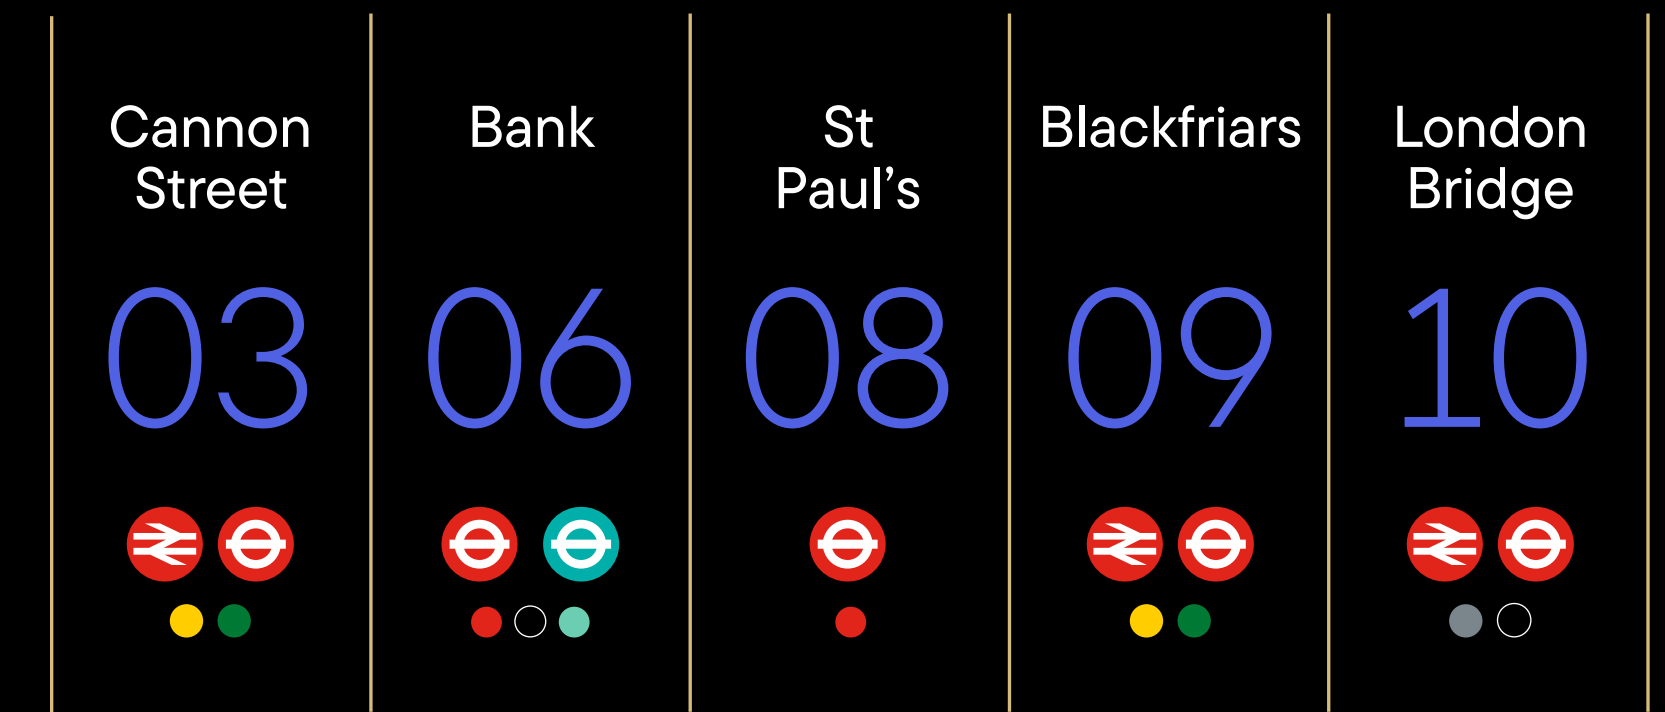 Cannon
Street
03
Bank
06
St
Paul’s
08
Blackfriars
09
London
Bridge
10